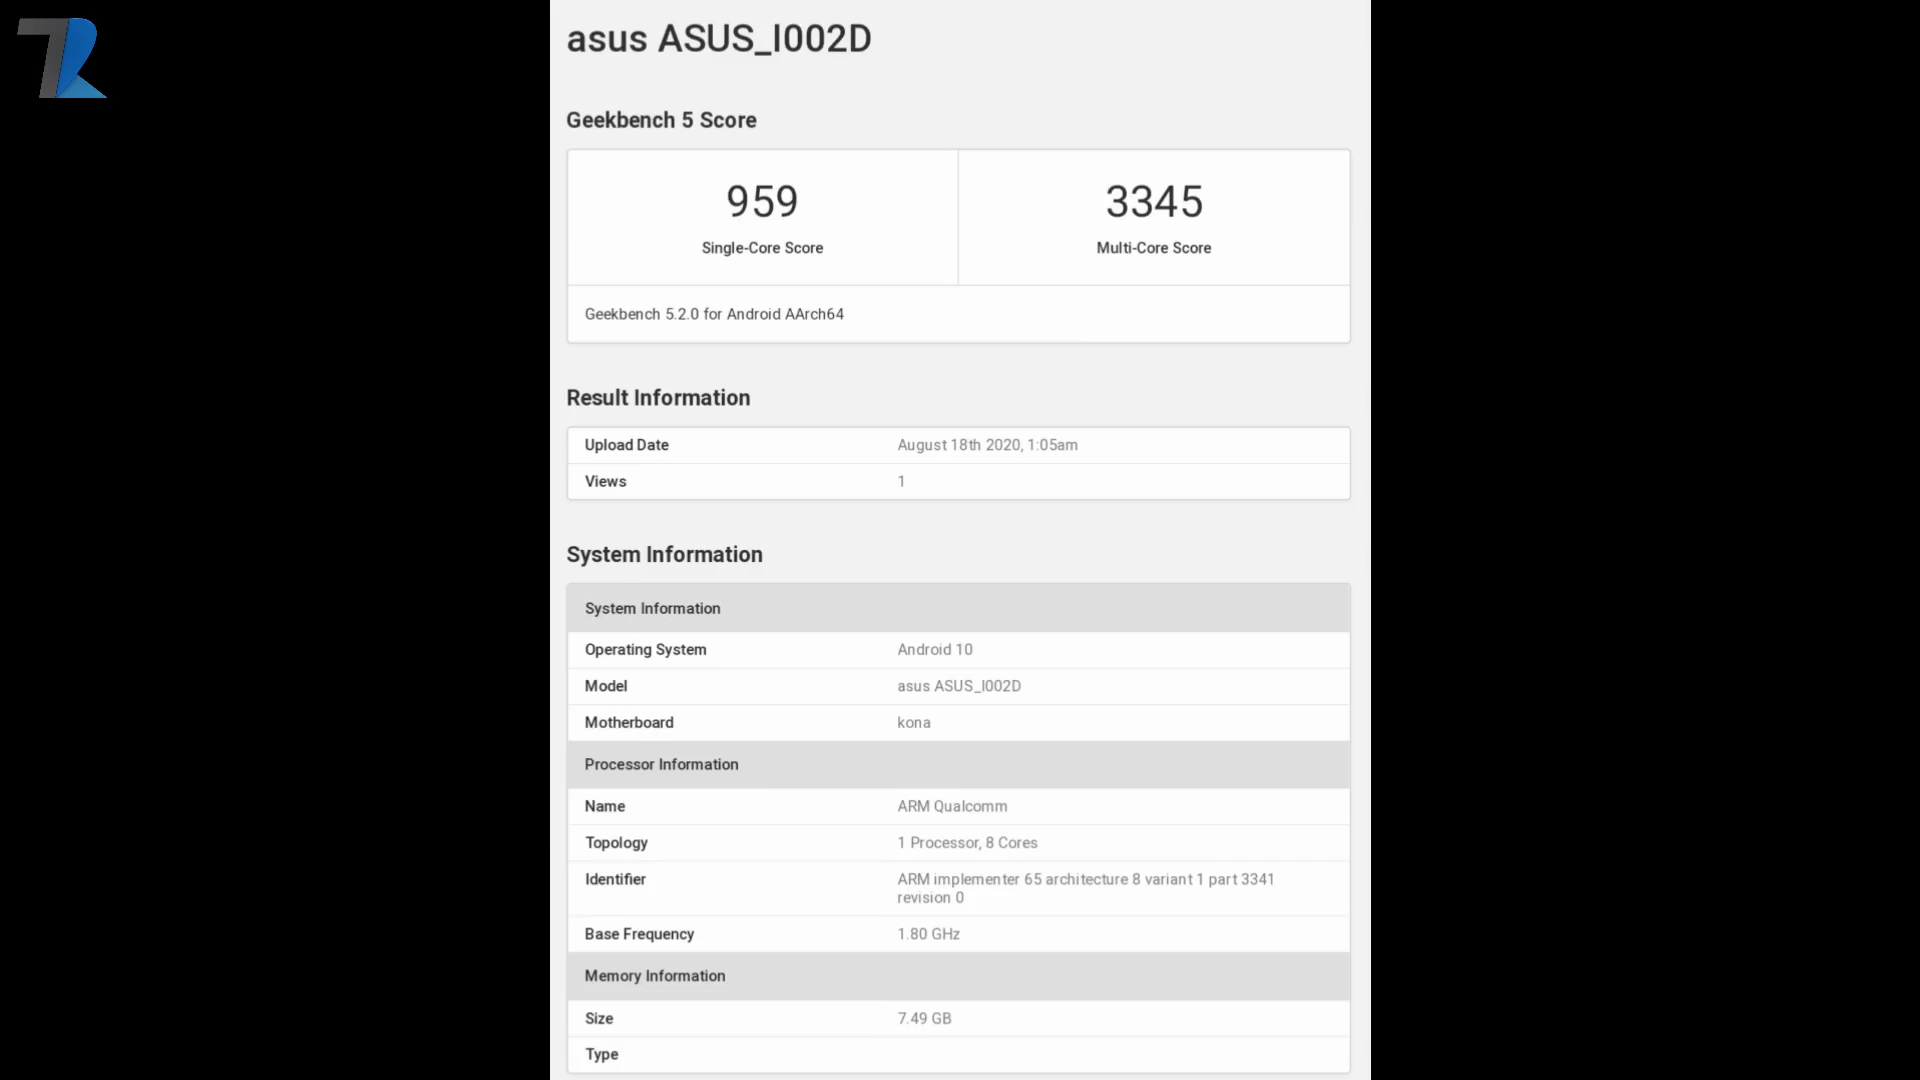 asus ASUS_I002D
Geekbench 5 Score
959
Single-Core Score
3345
Multi-Core Score
Geekbench 5.2.0 for Android AArch64
Result Information
Upload Date August 18th 2020, 1:05am
Views 1
System Information
System Information
Operating System Android 10
Model asus ASUS_I002D
Motherboard kona
Processor Information
Name ARM Qualcomm
Topology 1 Processor, 8 Cores
Identifier ARM implementer 65 architecture 8 variant 1 part 3341
revision 0
Base Frequency 1.80 GHz
Memory Information
Size 7.49 GB
Type